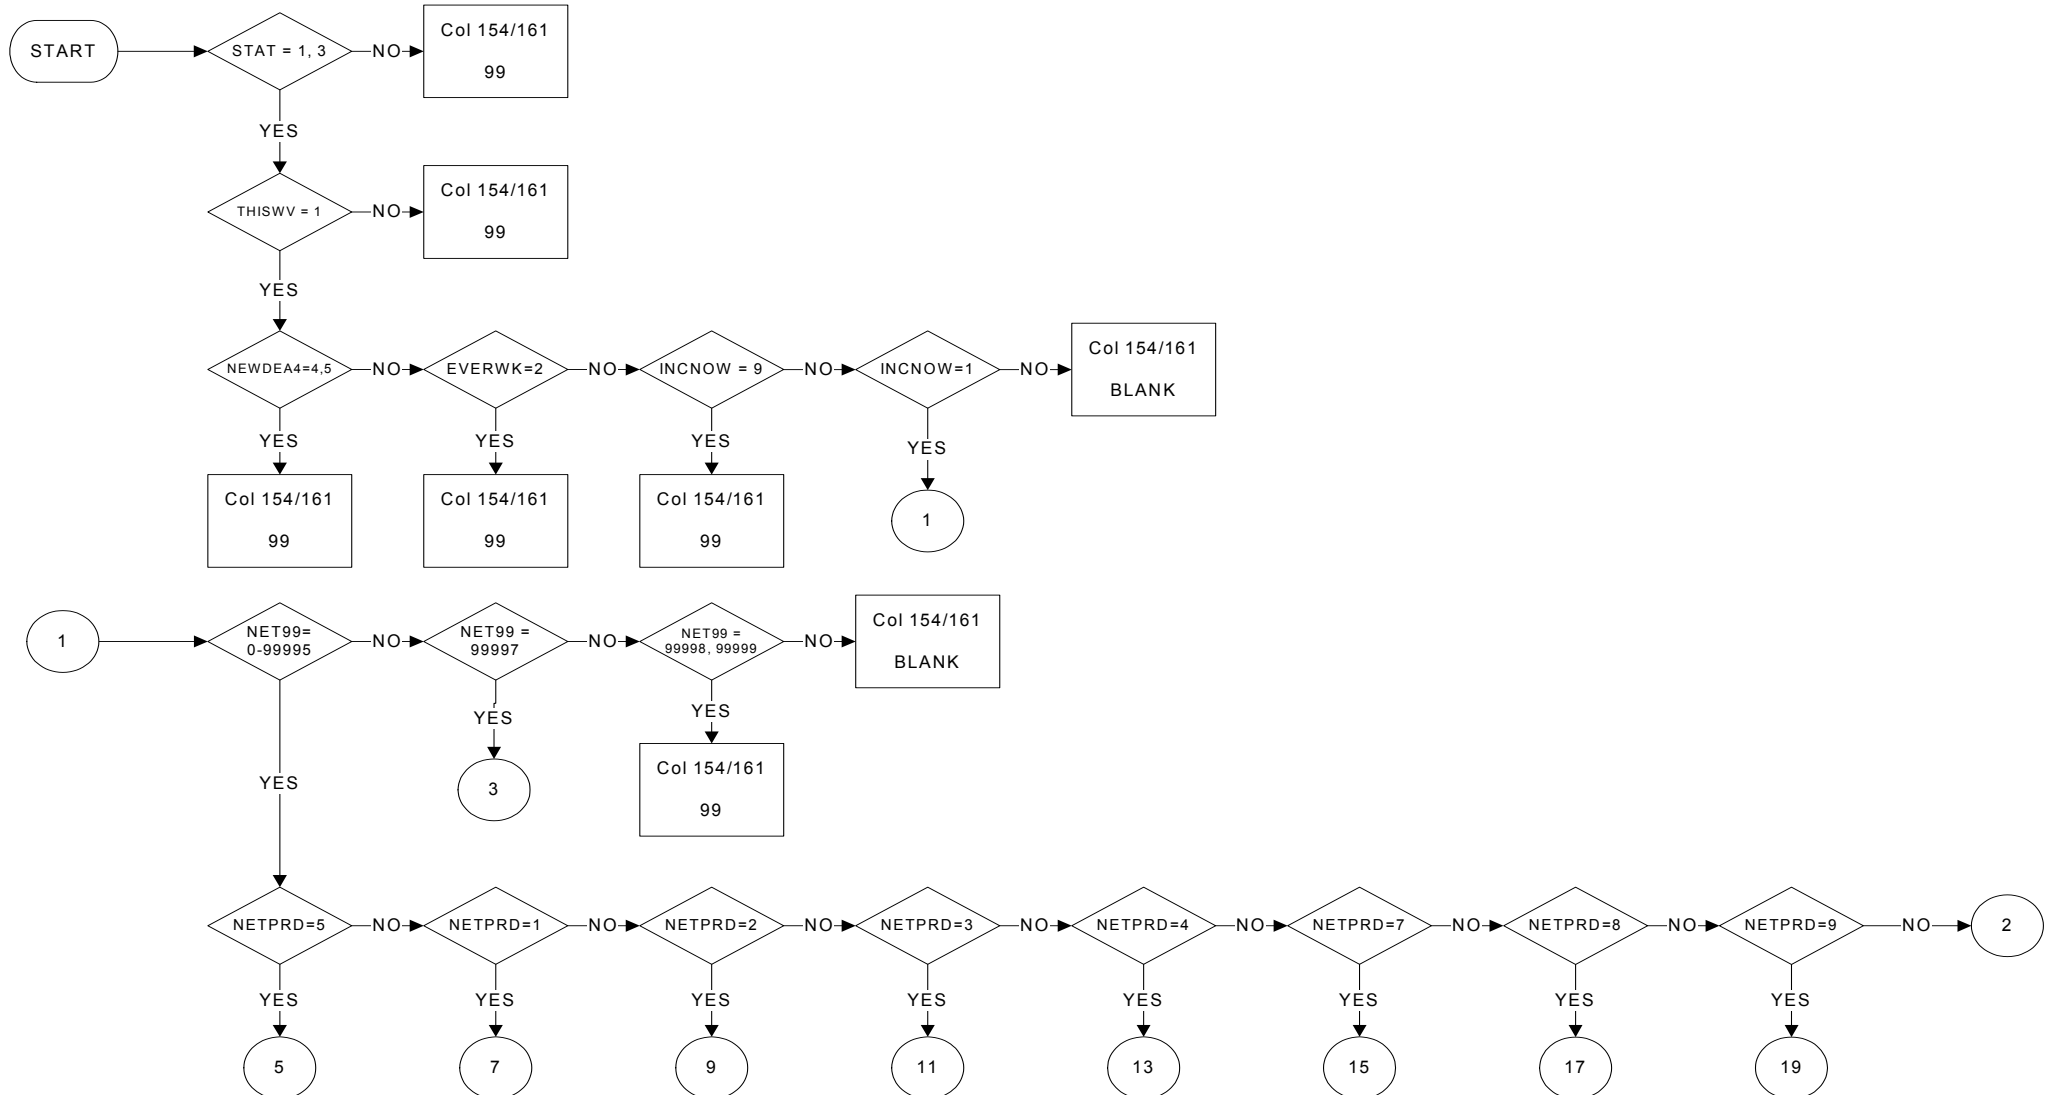 START
STAT = 1, 3
NO
Col 154/161
99
YES
THISWV = 1
NO
Col 154/161
99
YES
NEWDEA4=4,5
NO
EVERWK=2
NO
INCNOW = 9
NO
INCNOW=1
NO
Col 154/161
BLANK
YES
YES
YES
YES
Col 154/161
99
Col 154/161
99
Col 154/161
99
1
1
NET99=
0-99995
NO
NET99 =
99997
NO
NET99 =
99998, 99999
NO
Col 154/161
BLANK
YES
YES
YES
3
Col 154/161
99
NETPRD=5
NO
NETPRD=1
NO
NETPRD=2
NO
NETPRD=3
NO
NETPRD=4
NO
NETPRD=7
NO
NETPRD=8
NO
NETPRD=9
NO
2
YES
YES
YES
YES
YES
YES
YES
YES
5
7
9
11
13
15
17
19